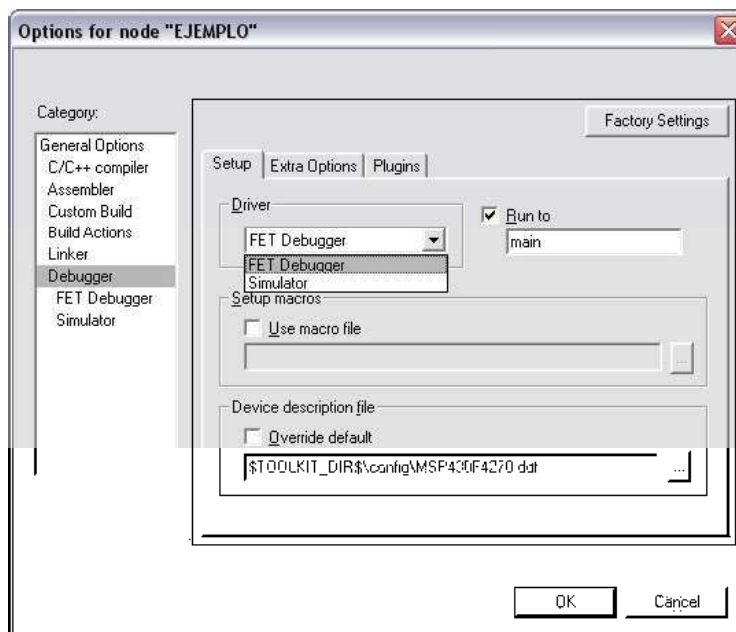 Options for node "EJEMPLO"
Category:
General Options
C/C++ compiler
Assembler
Custom Build
Build Actions
Linker
Debugger
FET Debugger
Simulator
Factory Settings
Setup
Extra Options
Plugins
Driver
FET Debugger
FET Debugger
Simulator
Run to
main
Setup macros
Use macro file
...
Device description file
Override default
$TOOLKIT_DIR$\config\MSP430F4270.ddf
...
OK
Cancel